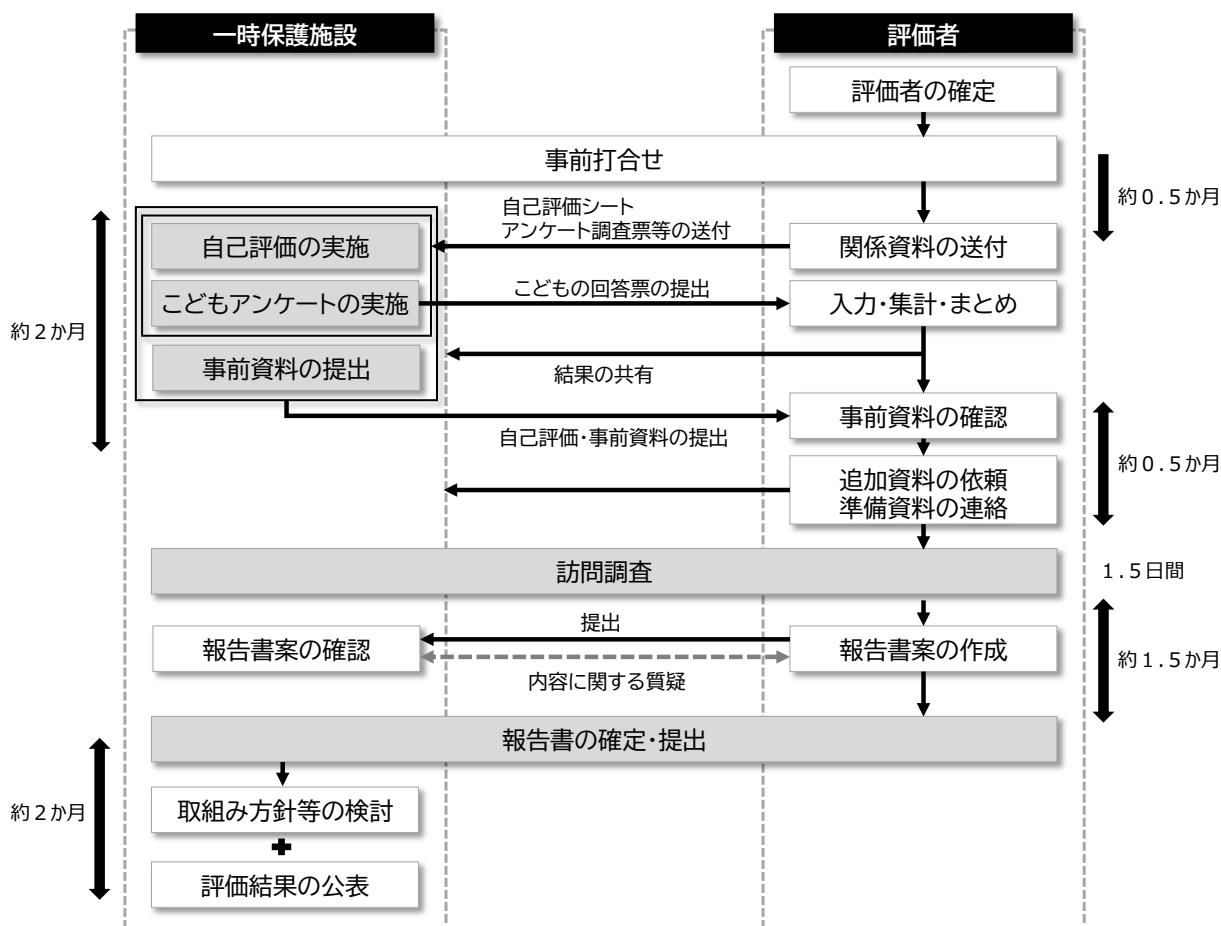 一時保護施設
評価者
評価者の確定
事前打合せ
約0.5か月
自己評価シート
アンケート調査票等の送付
自己評価の実施
関係資料の送付
こどもの回答票の提出
こどもアンケートの実施
入力・集計・まとめ
約2か月
事前資料の提出
結果の共有
事前資料の確認
自己評価・事前資料の提出
約0.5か月
追加資料の依頼
準備資料の連絡
訪問調査
1.5日間
提出
報告書案の確認
報告書案の作成
約1.5か月
内容に関する質疑
報告書の確定・提出
取組み方針等の検討
約2か月
評価結果の公表